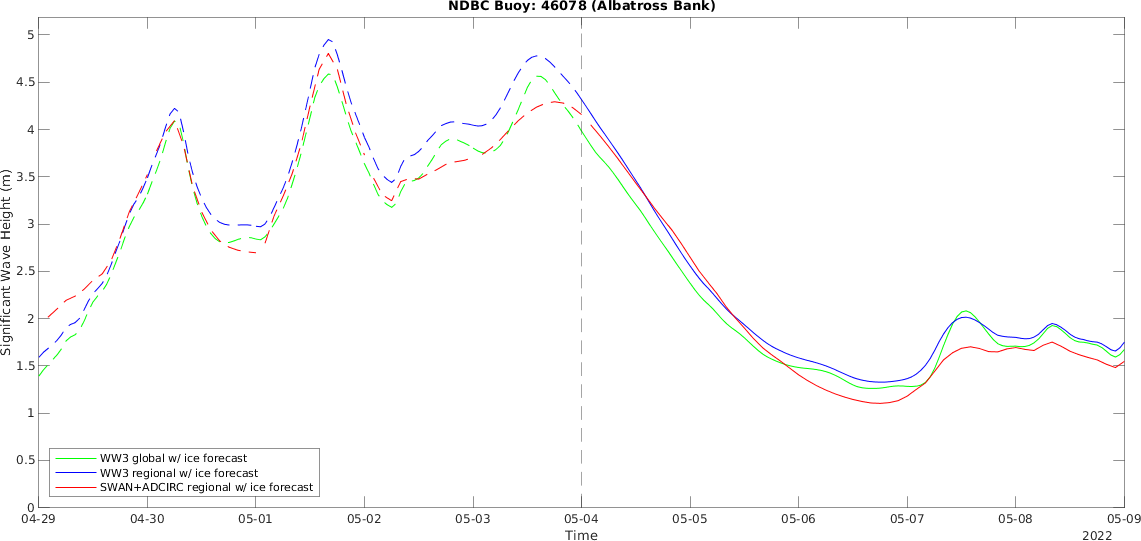 NDBC Buoy: 46078 (Albatross Bank)
Significant Wave Height (m)
5
4.5
4
3.5
3
2.5
2
1.5
1
0.5
0
WW3 global w/ ice forecast
WW3 regional w/ ice forecast
SWAN+ADCIRC regional w/ ice forecast
04-29 04-30 05-01 05-02 05-03 05-04 05-05 05-06 05-07 05-08 05-09
Time
2022